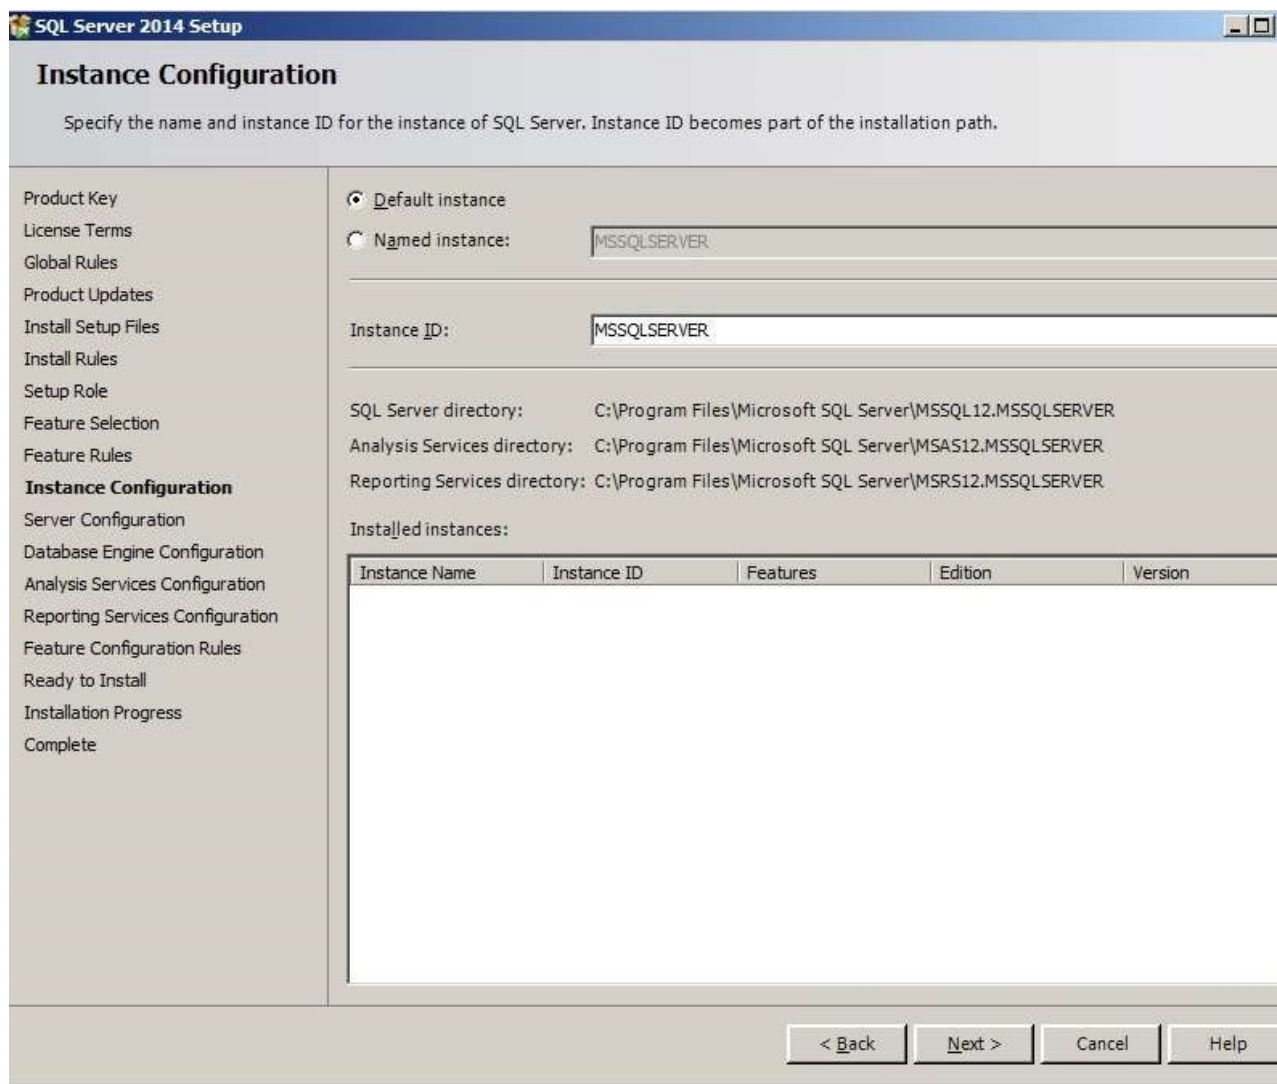 SQL Server 2014 Setup
Instance Configuration
Specify the name and instance ID for the instance of SQL Server. Instance ID becomes part of the installation path.
Product Key
License Terms
Global Rules
Product Updates
Install Setup Files
Install Rules
Setup Role
Feature Selection
Feature Rules
Instance Configuration
Server Configuration
Database Engine Configuration
Analysis Services Configuration
Reporting Services Configuration
Feature Configuration Rules
Ready to Install
Installation Progress
Complete
Default instance
Named instance: MSSQLSERVER
Instance ID: MSSQLSERVER
SQL Server directory: C:\Program Files\Microsoft SQL Server\MSSQL12.MSSQLSERVER
Analysis Services directory: C:\Program Files\Microsoft SQL Server\MSAS12.MSSQLSERVER
Reporting Services directory: C:\Program Files\Microsoft SQL Server\MSRS12.MSSQLSERVER
Installed instances:
Instance Name Instance ID Features Edition Version
< Back Next > Cancel Help